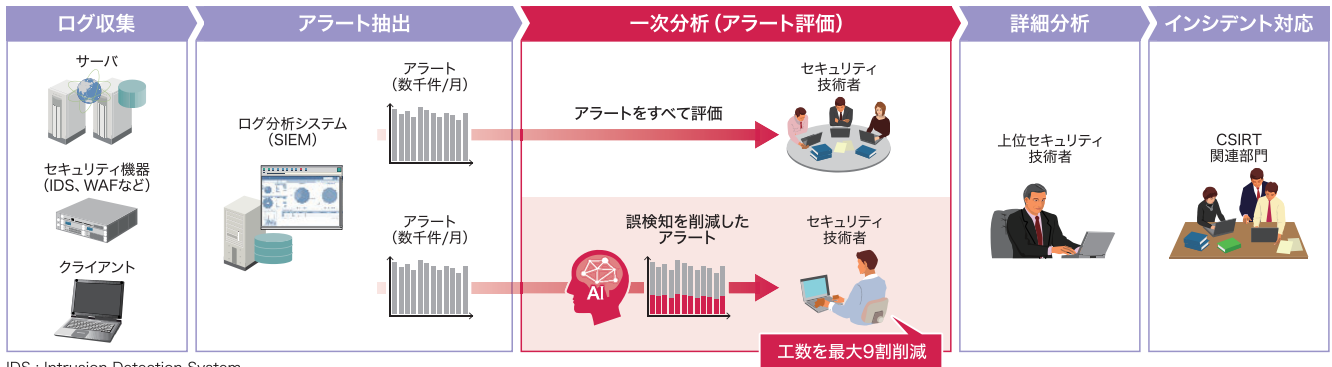 ログ収集
アラート抽出
一次分析（アラート評価）
詳細分析
インシデント対応
サーバ
セキュリティ機器
（IDS、WAFなど）
クライアント
ログ分析システム
（SIEM）
アラート
（数千件/月）
アラート
（数千件/月）
アラートをすべて評価
セキュリティ
技術者
誤検知を削減した
アラート
AI
セキュリティ
技術者
工数を最大9割削減
上位セキュリティ
技術者
CSIRT
関連部門
IDS : Intrusion Detection System